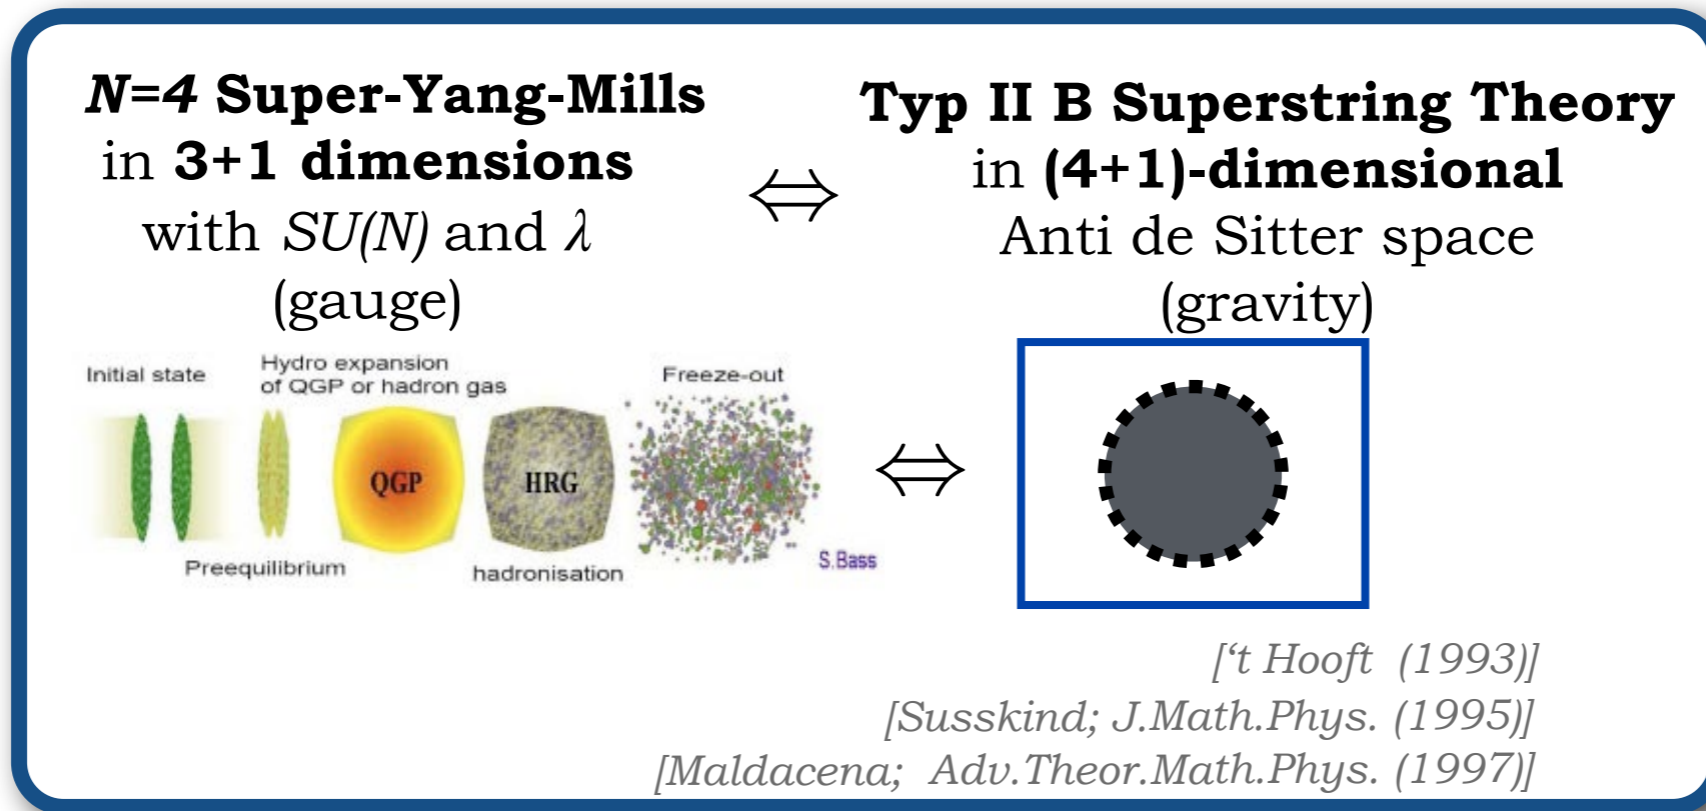 N=4 Super-Yang-Mills
in 3+1 dimensions
with SU(N) and λ
(gauge)
⇔
Typ II B Superstring Theory
in (4+1)-dimensional
Anti de Sitter space
(gravity)
Initial state
Hydro expansion
of QGP or hadron gas
Freeze-out
QGP
HRG
Preequilibrium
hadronisation
S.Bass
⇔
[‘t Hooft (1993)]
[Susskind; J.Math.Phys. (1995)]
[Maldacena; Adv.Theor.Math.Phys. (1997)]